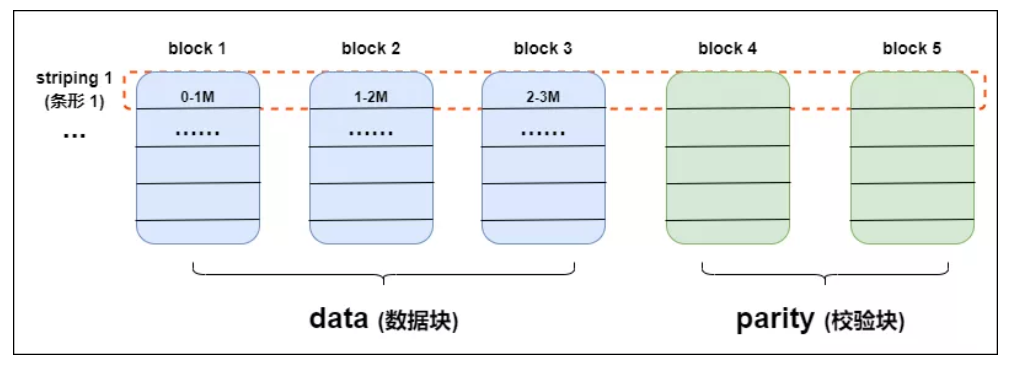 block 1 block 2 block 3 block 4 block 5
striping 1
(条形 1)
0-1M 1-2M 2-3M
...
...... ...... ......
data (数据块) parity (校验块)